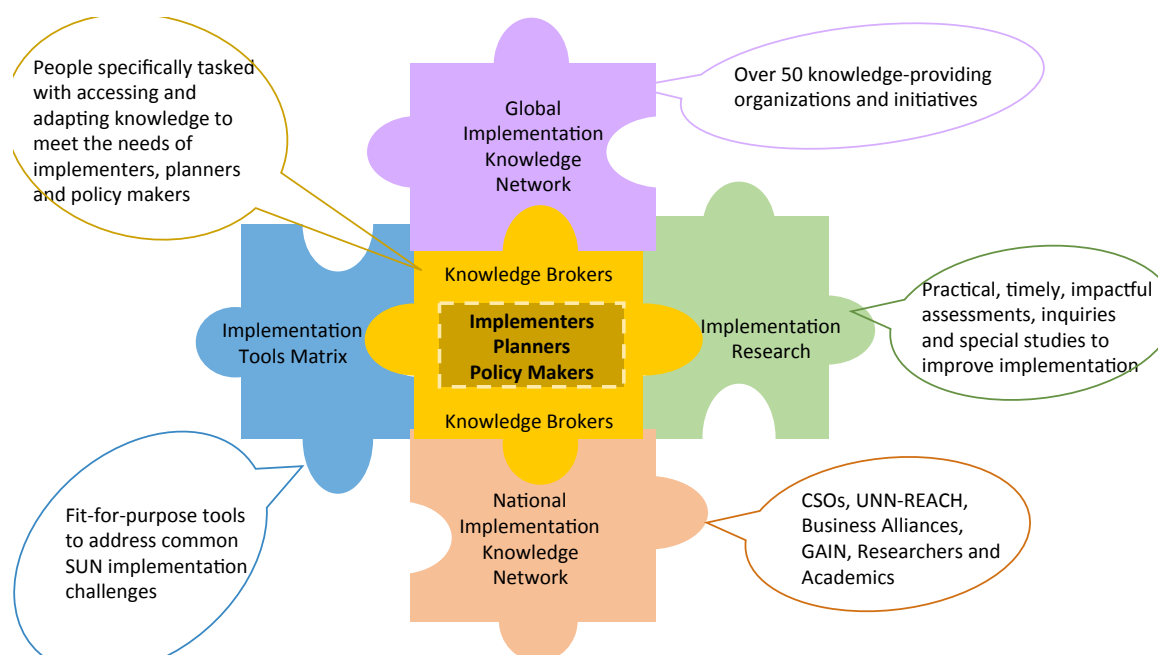 People specifically tasked
with accessing and
adapting knowledge to
meet the needs of
implementers, planners
and policy makers
Global
Implementation
Knowledge
Network
Over 50 knowledge-providing
organizations and initiatives
Implementation
Tools Matrix
Knowledge Brokers
Implementers
Planners
Policy Makers
Knowledge Brokers
Implementation
Research
Practical, timely, impactful
assessments, inquiries
and special studies to
improve implementation
Fit-for-purpose tools
to address common
SUN implementation
challenges
National
Implementation
Knowledge
Network
CSOs, UNN-REACH,
Business Alliances,
GAIN, Researchers and
Academics